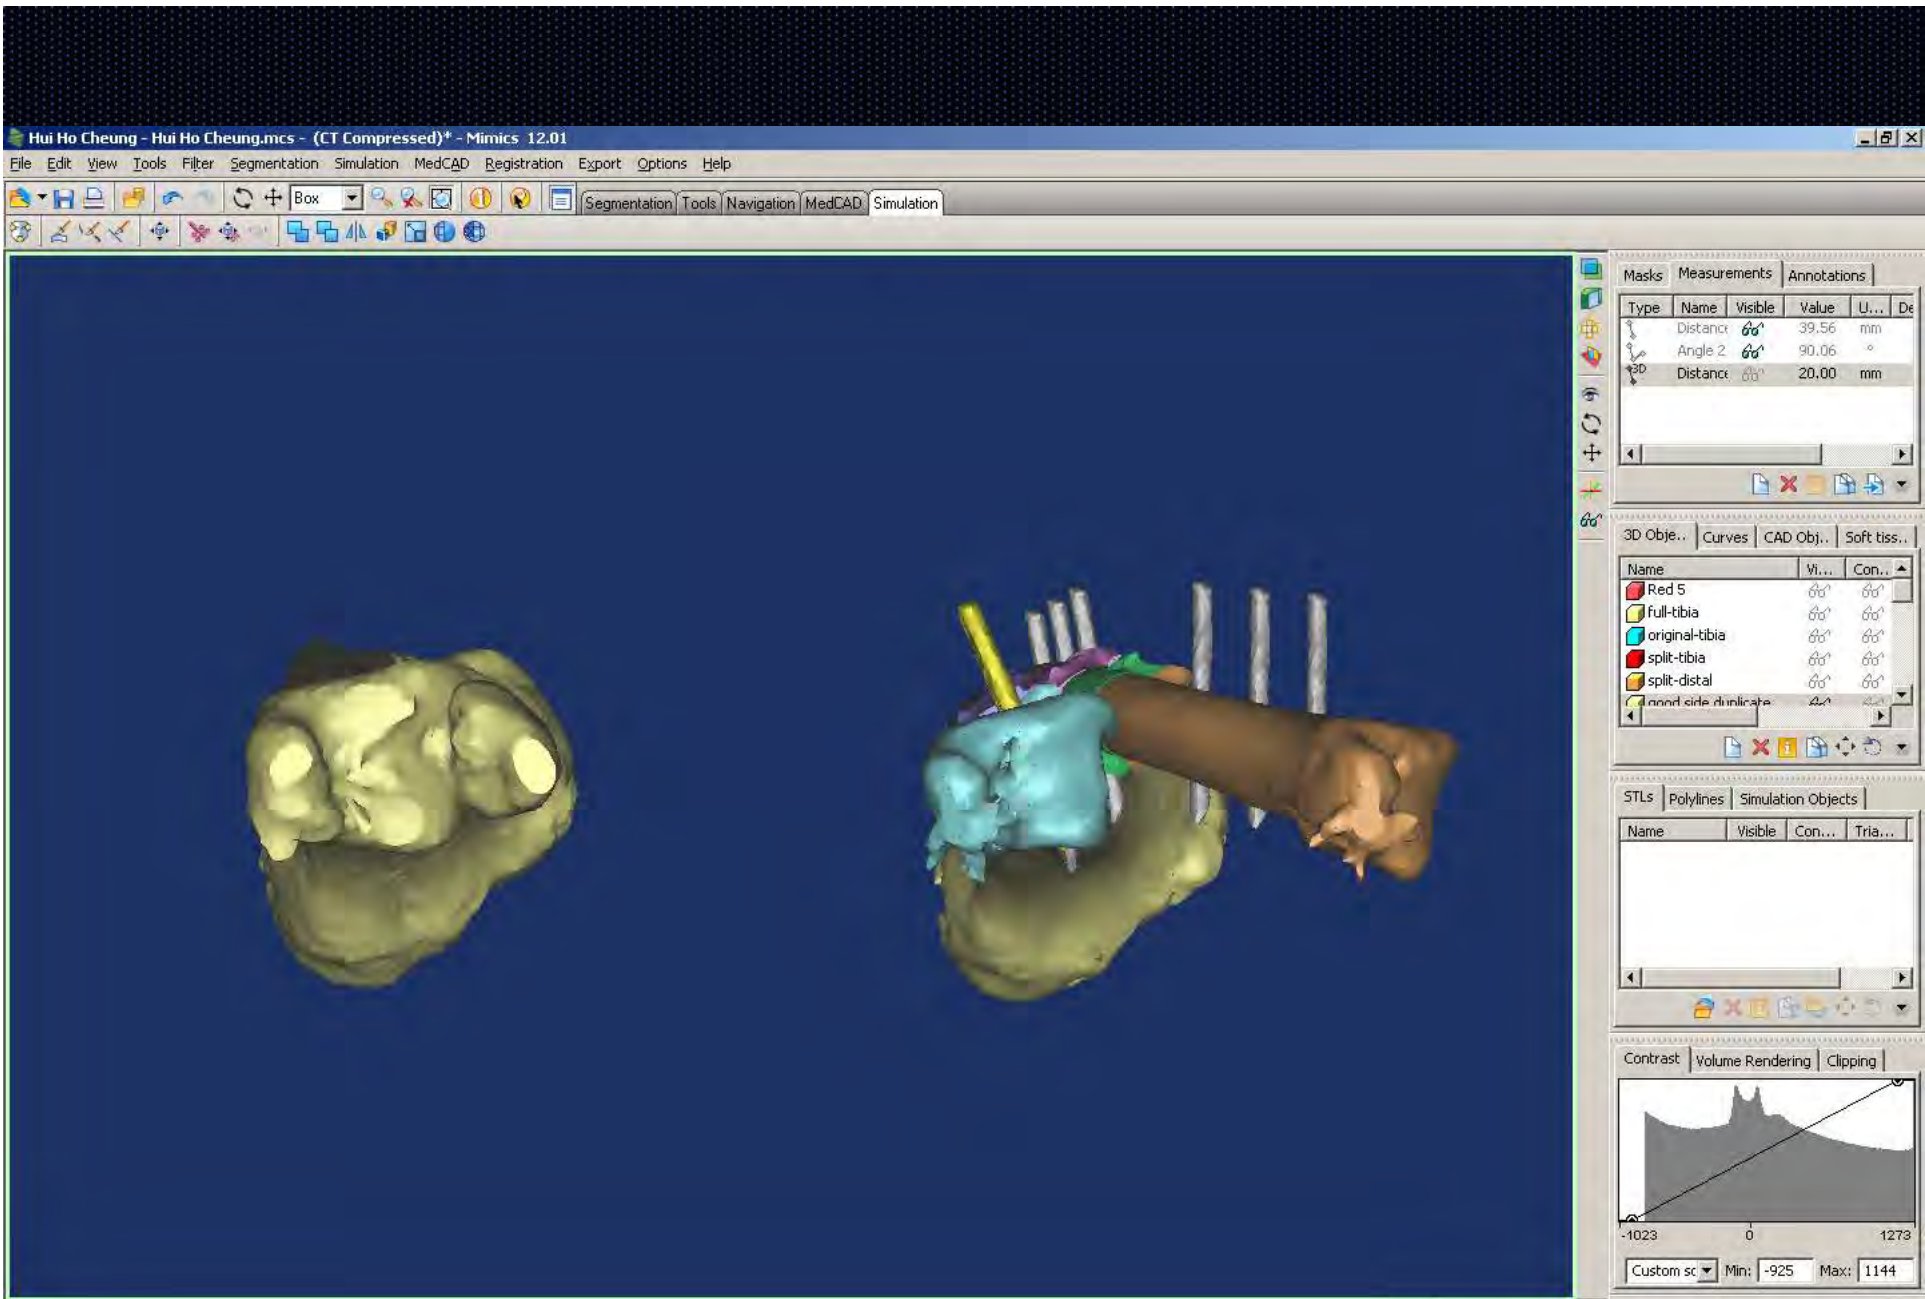 Hui Ho Cheung - Hui Ho Cheung.mcs - (CT Compressed)* - Mimics 12.01
File Edit View Tools Filter Segmentation Simulation MedCAD Registration Export Options Help
Box Segmentation Tools Navigation MedCAD Simulation
Masks Measurements Annotations
Type Name Visible Value U... De
Distance 39.56 mm
Angle 2 90.06 °
3D Distance 20.00 mm
3D Obje.. Curves CAD Obj.. Soft tiss..
Name Vi... Con...
Red 5
full-tibia
original-tibia
split-tibia
split-distal
good side duplicate
STLs Polylines Simulation Objects
Name Visible Con... Tria...
Contrast Volume Rendering Clipping
-1023 0 1273
Custom sc Min: -925 Max: 1144